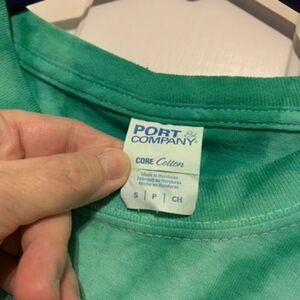 PORT &
COMPANY
CORE Cotton
Made in Honduras
Fabriqué au Honduras
Hecho en Honduras
S | P | CH